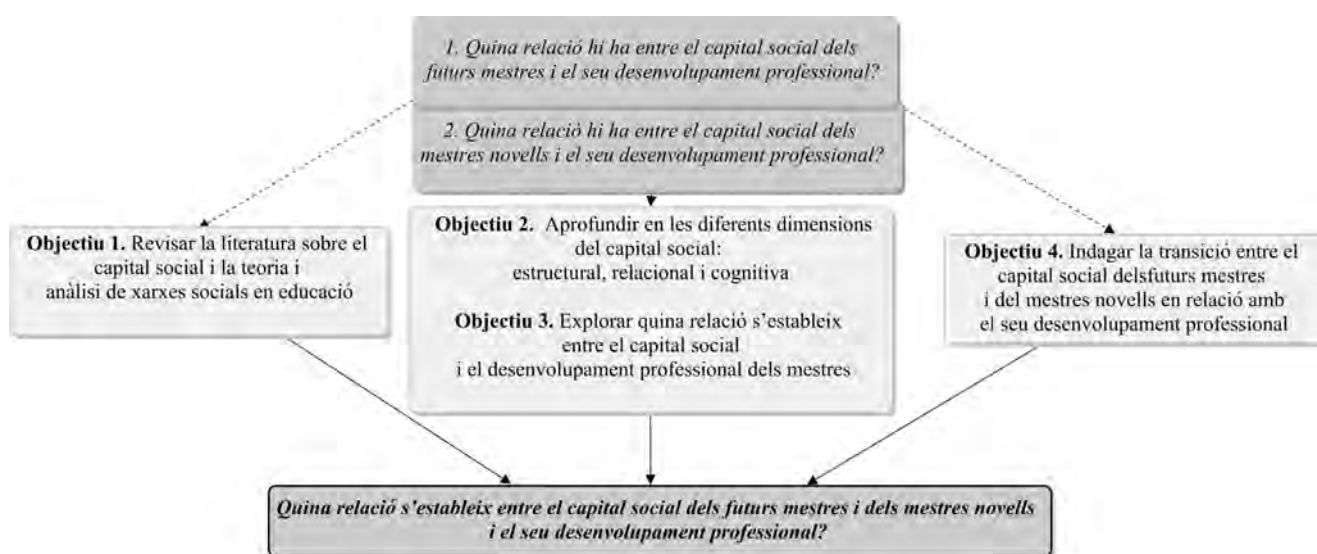 1. Quina relació hi ha entre el capital social dels
futurs mestres i el seu desenvolupament professional?
2. Quina relació hi ha entre el capital social dels
mestres novells i el seu desenvolupament professional?
Objectiu 1. Revisar la literatura sobre el
capital social i la teoria i
anàlisi de xarxes socials en educació
Objectiu 2. Aprofundir en les diferents dimensions
del capital social:
estructural, relacional i cognitiva
Objectiu 3. Explorar quina relació s'estableix
entre el capital social
i el desenvolupament professional dels mestres
Objectiu 4. Indagar la transició entre el
capital social delsfuturs mestres
i del mestres novells en relació amb
el seu desenvolupament professional
Quina relació s'estableix entre el capital social dels futurs mestres i dels mestres novells
i el seu desenvolupament professional?